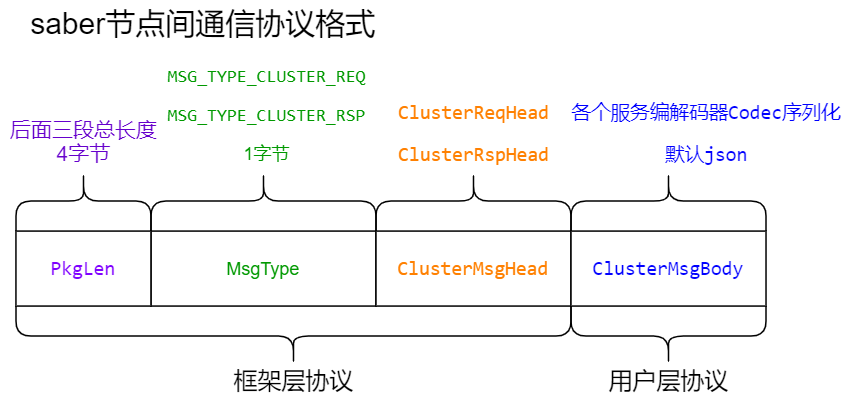 saber节点间通信协议格式
MSG_TYPE_CLUSTER_REQ
MSG_TYPE_CLUSTER_RSP
后面三段总长度
4字节
1字节
ClusterReqHead
ClusterRspHead
各个服务编解码器Codec序列化
默认json
PkgLen
MsgType
ClusterMsgHead
ClusterMsgBody
框架层协议
用户层协议